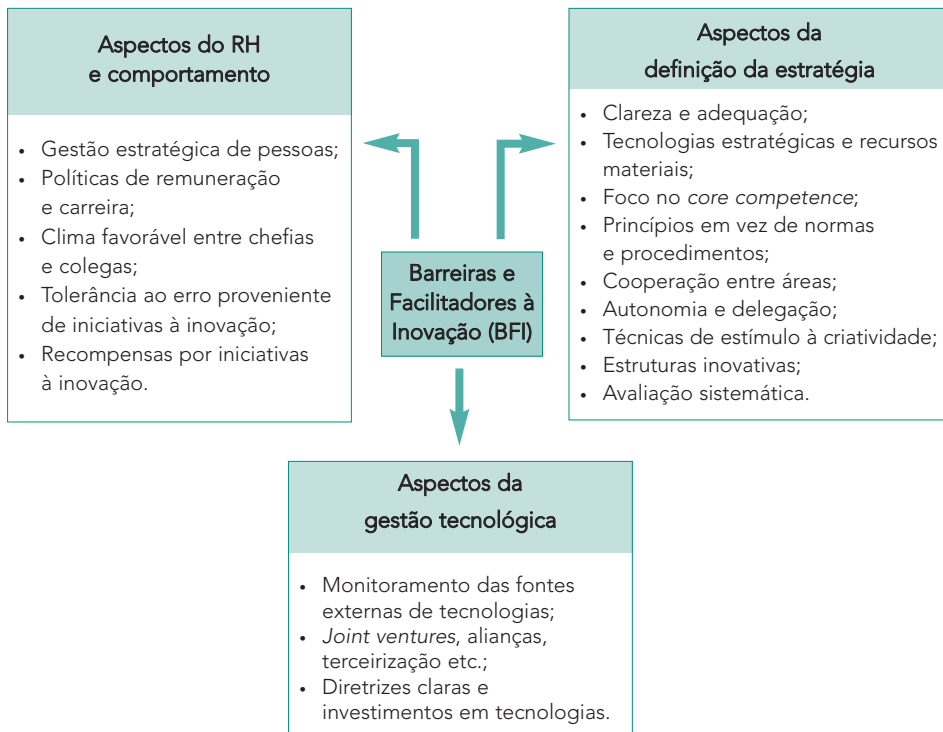 Aspectos do RH
e comportamento
• Gestão estratégica de pessoas;
• Políticas de remuneração
e carreira;
• Clima favorável entre chefias
e colegas;
• Tolerância ao erro proveniente
de iniciativas à inovação;
• Recompensas por iniciativas
à inovação.
Aspectos da
definição da estratégia
• Clareza e adequação;
• Tecnologias estratégicas e recursos
materiais;
• Foco no core competence;
• Princípios em vez de normas
e procedimentos;
• Cooperação entre áreas;
• Autonomia e delegação;
• Técnicas de estímulo à criatividade;
• Estruturas inovativas;
• Avaliação sistemática.
Barreiras e
Facilitadores à
Inovação (BFI)
Aspectos da
gestão tecnológica
• Monitoramento das fontes
externas de tecnologias;
• Joint ventures, alianças,
terceirização etc.;
• Diretrizes claras e
investimentos em tecnologias.